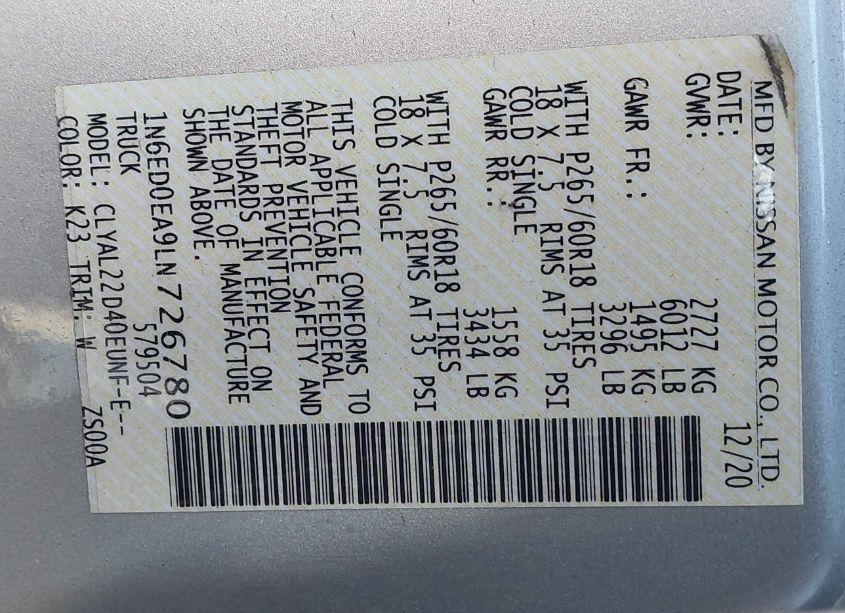 MFD BY NISSAN MOTOR CO., LTD.
DATE: 12/20
GVWR: 2727 KG
6012 LB
GAWR FR.: 1495 KG
3296 LB
WITH P265/60R18 TIRES
18 X 7.5 RIMS AT 35 PSI
COLD SINGLE
GAWR RR.: 1558 KG
3434 LB
WITH P265/60R18 TIRES
18 X 7.5 RIMS AT 35 PSI
COLD SINGLE
THIS VEHICLE CONFORMS TO
ALL APPLICABLE FEDERAL
MOTOR VEHICLE SAFETY AND
THEFT PREVENTION
STANDARDS IN EFFECT ON
THE DATE OF MANUFACTURE
SHOWN ABOVE.
1N6ED0EA9LN726780
TRUCK 579504
MODEL: CLYAL22D40EUNF-E--
COLOR: K23 TRIM: W ZS00A